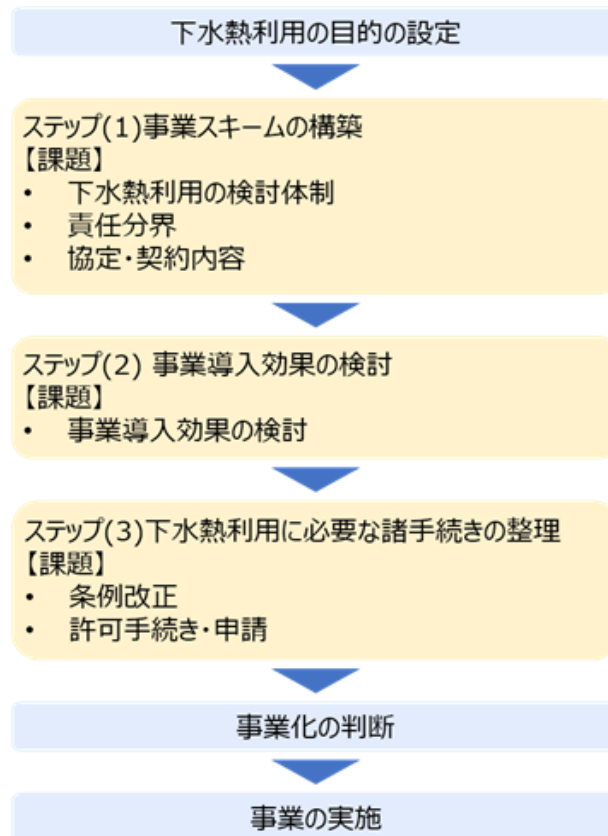 下水熱利用の目的の設定
ステップ(1)事業スキームの構築
【課題】
• 下水熱利用の検討体制
• 責任分界
• 協定・契約内容
ステップ(2) 事業導入効果の検討
【課題】
• 事業導入効果の検討
ステップ(3)下水熱利用に必要な諸手続きの整理
【課題】
• 条例改正
• 許可手続き・申請
事業化の判断
事業の実施